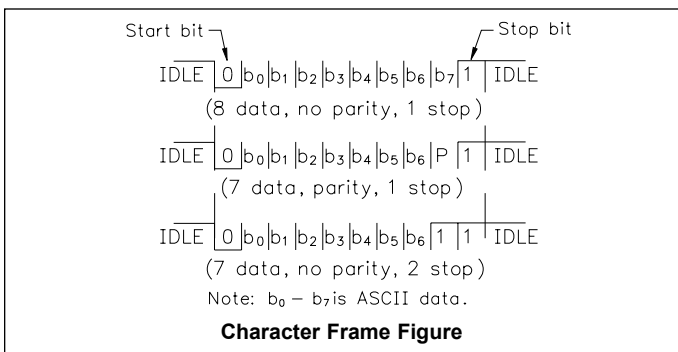 Start bit Stop bit
IDLE 0 b₀ b₁ b₂ b₃ b₄ b₅ b₆ b₇ 1 IDLE
(8 data, no parity, 1 stop)
IDLE 0 b₀ b₁ b₂ b₃ b₄ b₅ b₆ P 1 IDLE
(7 data, parity, 1 stop)
IDLE 0 b₀ b₁ b₂ b₃ b₄ b₅ b₆ 1 1 IDLE
(7 data, no parity, 2 stop)
Note: b₀ – b₇ is ASCII data.
Character Frame Figure